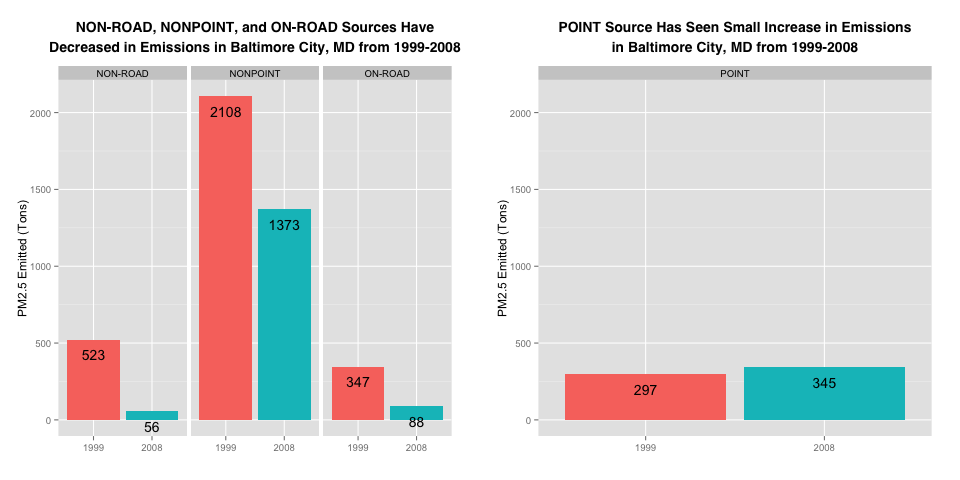 NON-ROAD, NONPOINT, and ON-ROAD Sources Have
Decreased in Emissions in Baltimore City, MD from 1999-2008
NON-ROAD NONPOINT ON-ROAD
PM2.5 Emitted (Tons)
2000
1500
1000
500
0
523
56
2108
1373
347
88
1999 2008 1999 2008 1999 2008
POINT Source Has Seen Small Increase in Emissions
in Baltimore City, MD from 1999-2008
POINT
PM2.5 Emitted (Tons)
2000
1500
1000
500
0
297
345
1999 2008